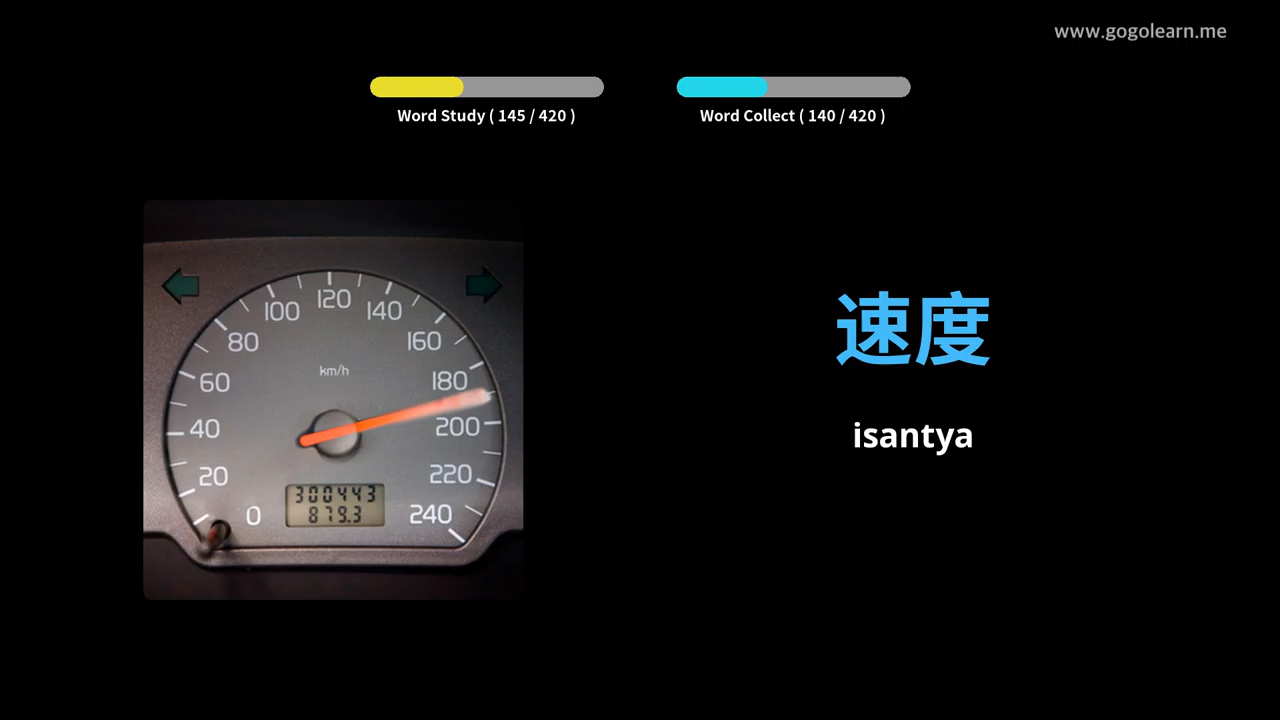 www.gogolearn.me
Word Study ( 145 / 420 )
Word Collect ( 140 / 420 )
120
100
140
80
160
km/h
60
180
40
200
20
220
300443
879.3
0
240
速度
isantya